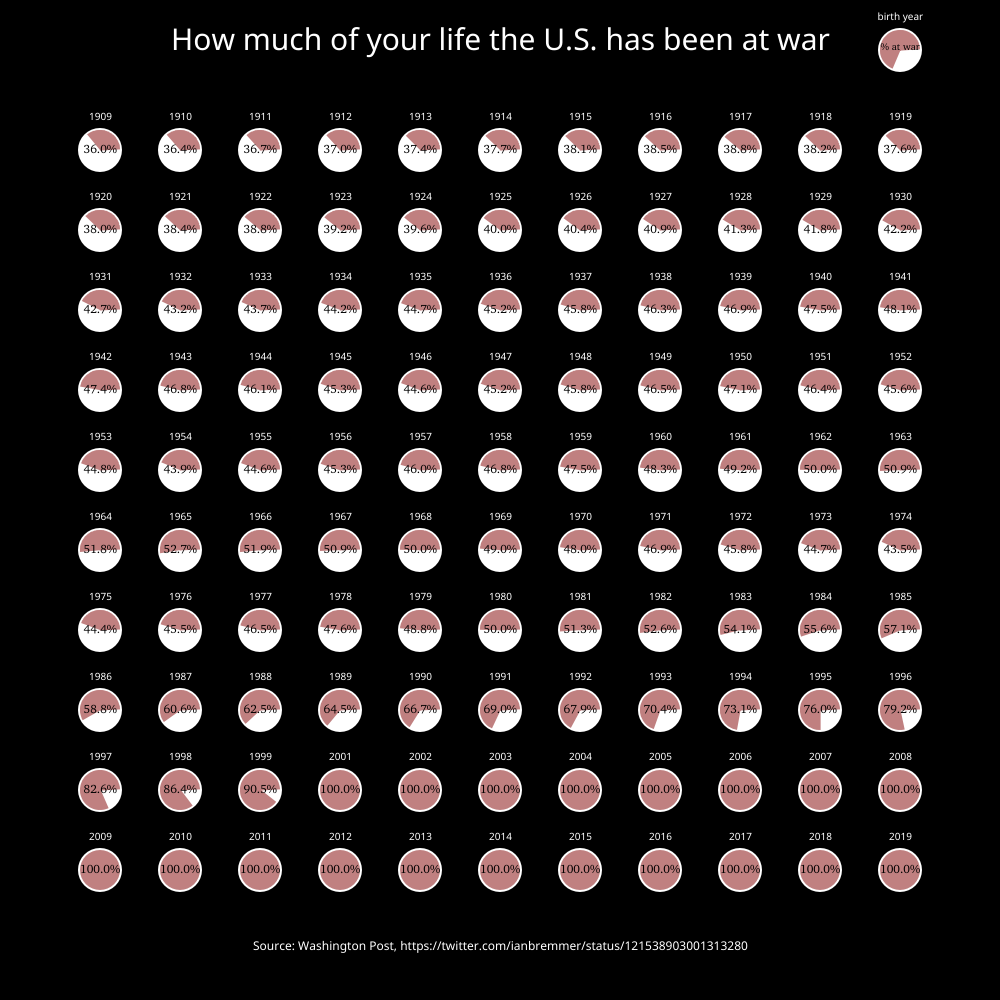 birth year
How much of your life the U.S. has been at war
% at war
1909 1910 1911 1912 1913 1914 1915 1916 1917 1918 1919
36.0% 36.4% 36.7% 37.0% 37.4% 37.7% 38.1% 38.5% 38.8% 38.2% 37.6%
1920 1921 1922 1923 1924 1925 1926 1927 1928 1929 1930
38.0% 38.4% 38.8% 39.2% 39.6% 40.0% 40.4% 40.9% 41.3% 41.8% 42.2%
1931 1932 1933 1934 1935 1936 1937 1938 1939 1940 1941
42.7% 43.2% 43.7% 44.2% 44.7% 45.2% 45.8% 46.3% 46.9% 47.5% 48.1%
1942 1943 1944 1945 1946 1947 1948 1949 1950 1951 1952
47.4% 46.8% 46.1% 45.3% 44.6% 45.2% 45.8% 46.5% 47.1% 46.4% 45.6%
1953 1954 1955 1956 1957 1958 1959 1960 1961 1962 1963
44.8% 43.9% 44.6% 45.3% 46.0% 46.8% 47.5% 48.3% 49.2% 50.0% 50.9%
1964 1965 1966 1967 1968 1969 1970 1971 1972 1973 1974
51.8% 52.7% 51.9% 50.9% 50.0% 49.0% 48.0% 46.9% 45.8% 44.7% 43.5%
1975 1976 1977 1978 1979 1980 1981 1982 1983 1984 1985
44.4% 45.5% 46.5% 47.6% 48.8% 50.0% 51.3% 52.6% 54.1% 55.6% 57.1%
1986 1987 1988 1989 1990 1991 1992 1993 1994 1995 1996
58.8% 60.6% 62.5% 64.5% 66.7% 69.0% 67.9% 70.4% 73.1% 76.0% 79.2%
1997 1998 1999 2001 2002 2003 2004 2005 2006 2007 2008
82.6% 86.4% 90.5% 100.0% 100.0% 100.0% 100.0% 100.0% 100.0% 100.0% 100.0%
2009 2010 2011 2012 2013 2014 2015 2016 2017 2018 2019
100.0% 100.0% 100.0% 100.0% 100.0% 100.0% 100.0% 100.0% 100.0% 100.0% 100.0%
Source: Washington Post, https://twitter.com/ianbremmer/status/121538903001313280